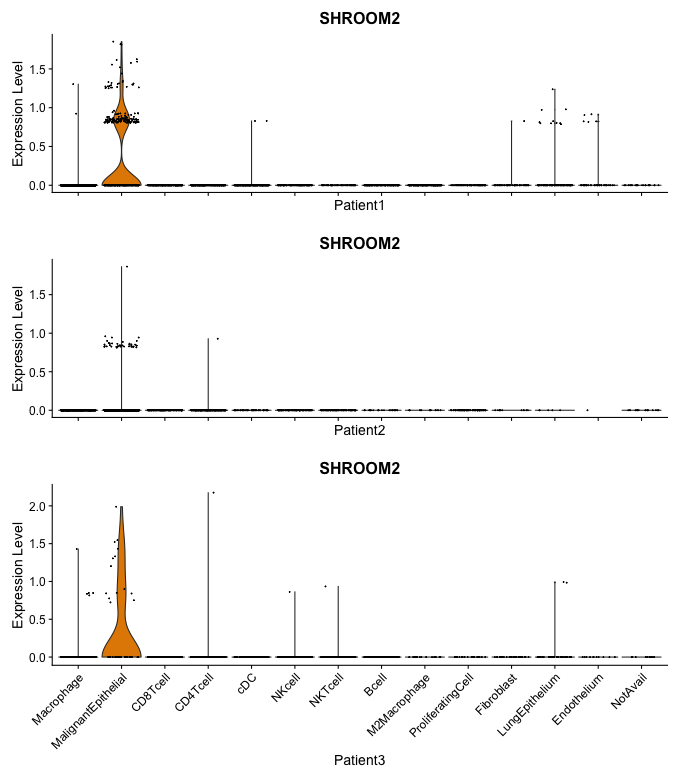 SHROOM2
Expression Level
1.5
1.0
0.5
0.0
Patient1
SHROOM2
Expression Level
1.5
1.0
0.5
0.0
Patient2
SHROOM2
Expression Level
2.0
1.5
1.0
0.5
0.0
Macrophage
MalignantEpithelial
CD8Tcell
CD4Tcell
cDC
NKcell
NKTcell
Bcell
M2Macrophage
ProliferatingCell
Fibroblast
LungEpithelium
Endothelium
NotAvail
Patient3